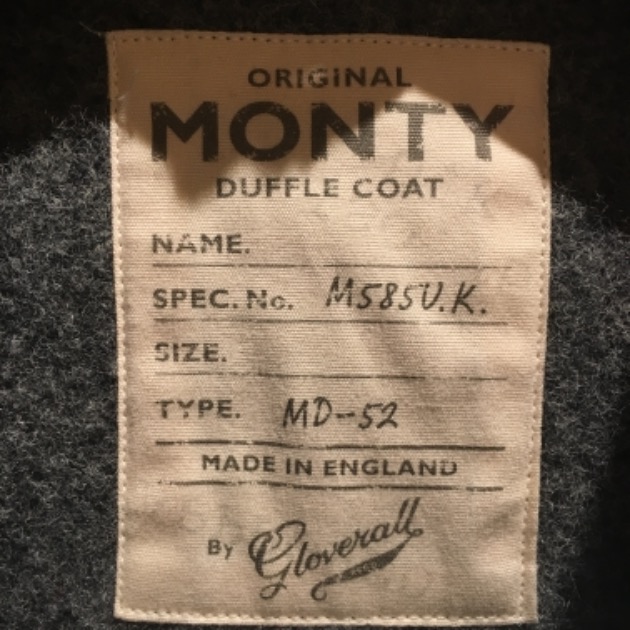 ORIGINAL
MONTY
DUFFLE COAT
NAME.
SPEC. No. M585U.K.
SIZE.
TYPE. MD-52
MADE IN ENGLAND
By Gloverall